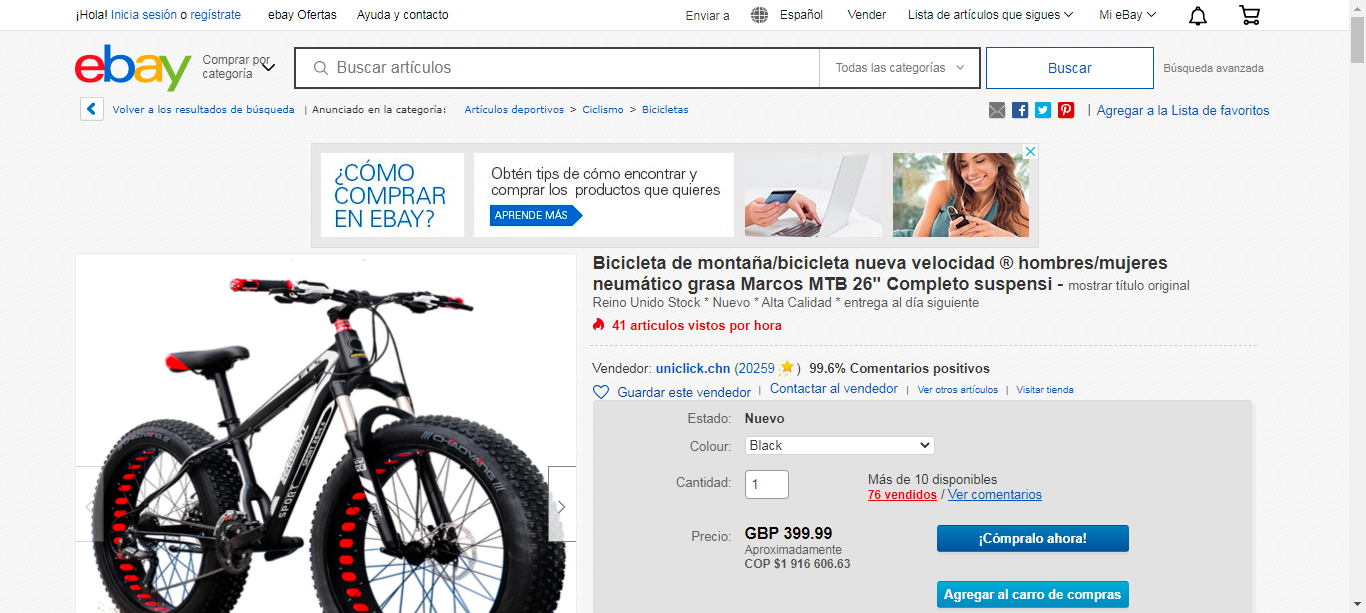 ¡Hola! Inicia sesión o regístrate
ebay Ofertas
Ayuda y contacto
Enviar a
Español
Vender
Lista de artículos que sigues
Mi eBay
ebay
Comprar por
categoría
Buscar artículos
Todas las categorías
Buscar
Búsqueda avanzada
Volver a los resultados de búsqueda | Anunciado en la categoría: Artículos deportivos > Ciclismo > Bicicletas
| Agregar a la Lista de favoritos
¿CÓMO
COMPRAR
EN EBAY?
Obtén tips de cómo encontrar y
comprar los productos que quieres
APRENDE MÁS
Bicicleta de montaña/bicicleta nueva velocidad ® hombres/mujeres
neumático grasa Marcos MTB 26" Completo suspensi - mostrar título original
Reino Unido Stock * Nuevo * Alta Calidad * entrega al día siguiente
41 artículos vistos por hora
Vendedor: uniclick.chn (20259 ) 99.6% Comentarios positivos
Guardar este vendedor | Contactar al vendedor | Ver otros artículos | Visitar tienda
Estado: Nuevo
Colour: Black
Cantidad: 1
Más de 10 disponibles
76 vendidos / Ver comentarios
Precio: GBP 399.99
Aproximadamente
COP $1 916 606.63
¡Cómpralo ahora!
Agregar al carro de compras
CHAOYANG
SPORT